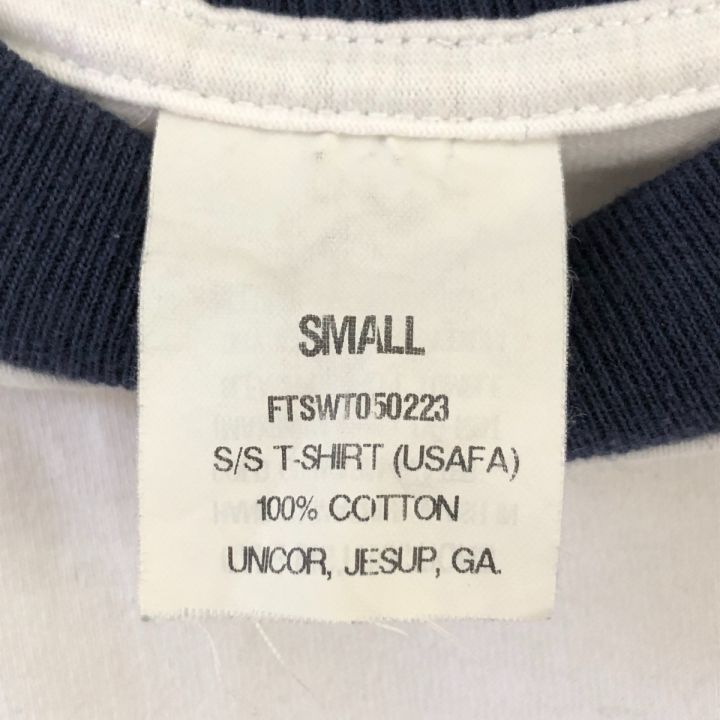 SMALL
FTSWT050223
S/S T-SHIRT (USAFA)
100% COTTON
UNICOR, JESUP, GA.